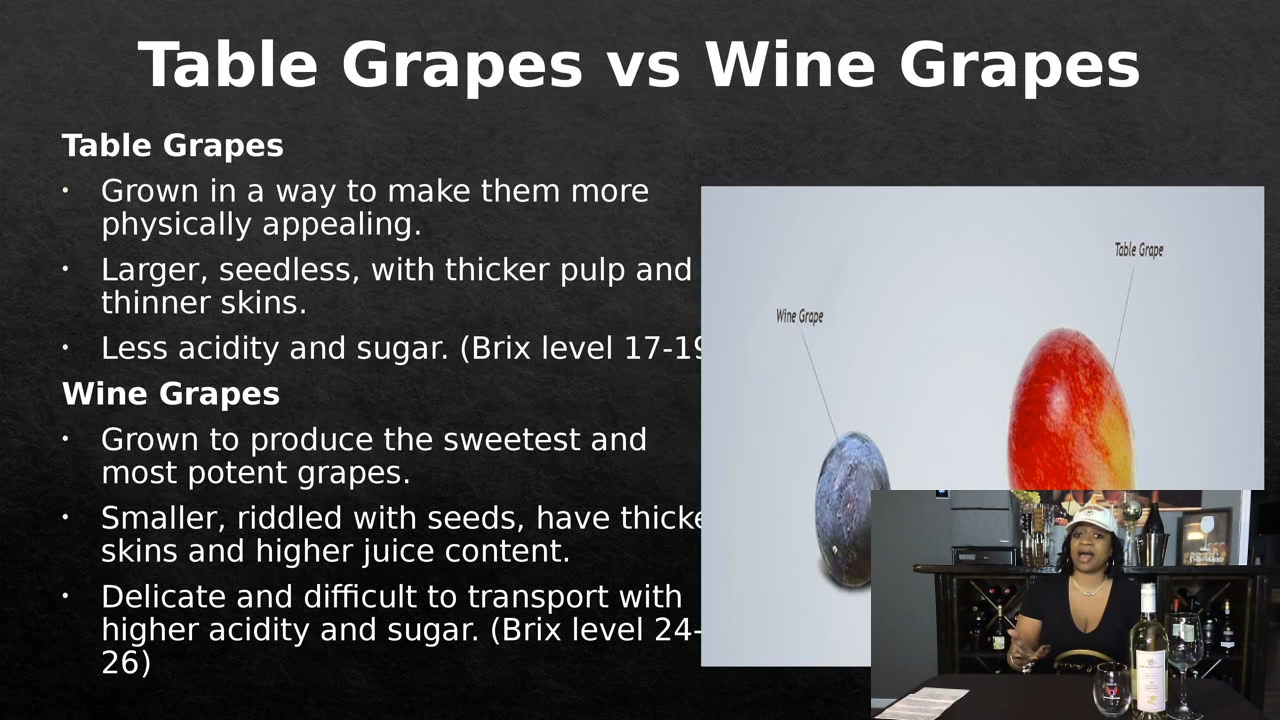 Table Grapes vs Wine Grapes
Table Grapes
• Grown in a way to make them more
physically appealing.
• Larger, seedless, with thicker pulp and
thinner skins.
• Less acidity and sugar. (Brix level 17-19
Wine Grapes
• Grown to produce the sweetest and
most potent grapes.
• Smaller, riddled with seeds, have thicke
skins and higher juice content.
• Delicate and difficult to transport with
higher acidity and sugar. (Brix level 24-
26)
Table Grape
Wine Grape